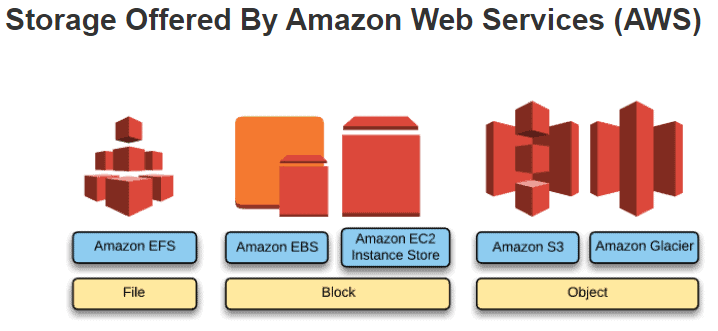 Storage Offered By Amazon Web Services (AWS)
Amazon EFS
Amazon EBS
Amazon EC2
Instance Store
Amazon S3
Amazon Glacier
File
Block
Object